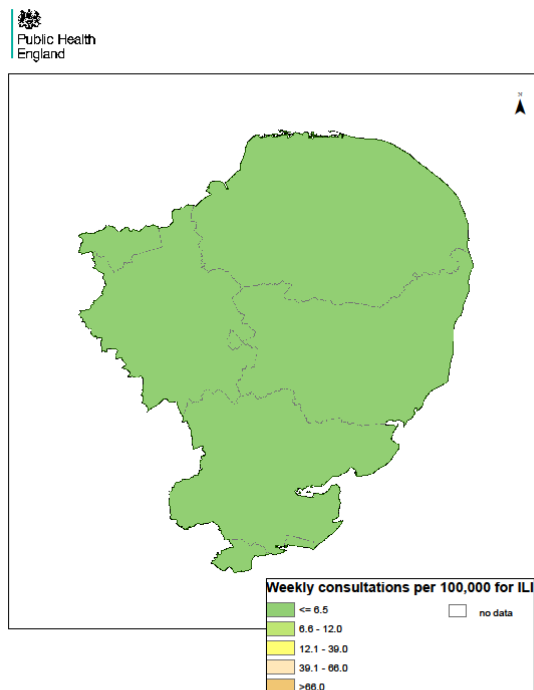 Public Health
England
N
Weekly consultations per 100,000 for ILI
<= 6.5
no data
6.6 - 12.0
12.1 - 39.0
39.1 - 66.0
>66.0